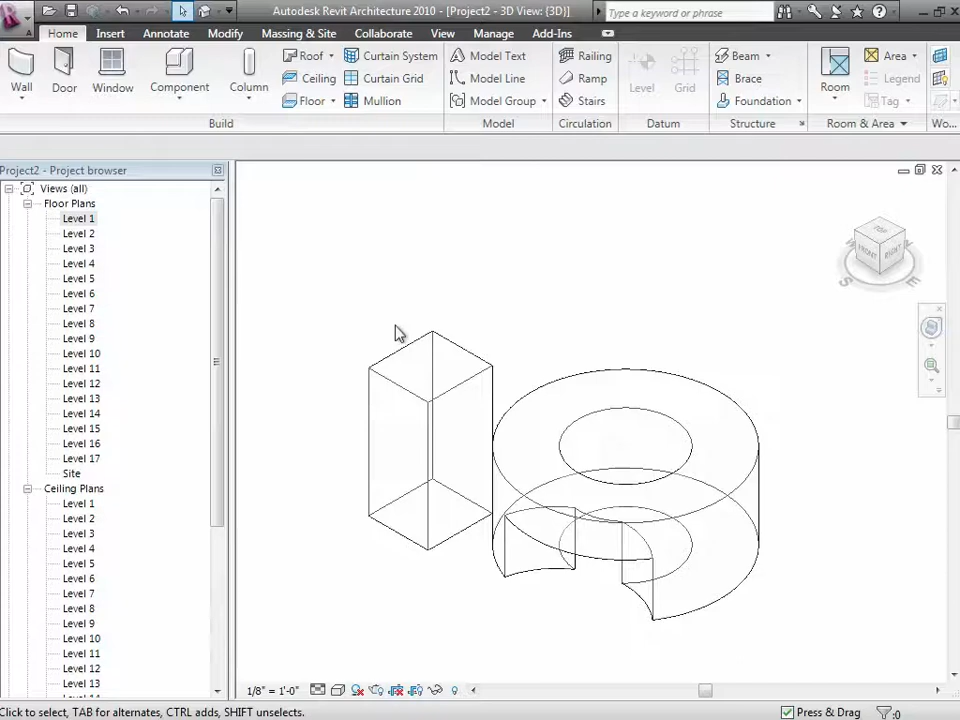 Autodesk Revit Architecture 2010 - [Project2 - 3D View: {3D}]
Type a keyword or phrase
Home Insert Annotate Modify Massing & Site Collaborate View Manage Add-Ins
Wall Door Window Component Column
Roof Curtain System
Ceiling Curtain Grid
Floor Mullion
Model Text
Model Line
Model Group
Railing
Ramp
Stairs
Level Grid
Beam
Brace
Foundation
Room
Area
Legend
Tag
Build Model Circulation Datum Structure Room & Area Wo...
Project2 - Project browser
Views (all)
Floor Plans
Level 1
Level 2
Level 3
Level 4
Level 5
Level 6
Level 7
Level 8
Level 9
Level 10
Level 11
Level 12
Level 13
Level 14
Level 15
Level 16
Level 17
Site
Ceiling Plans
Level 1
Level 2
Level 3
Level 4
Level 5
Level 6
Level 7
Level 8
Level 9
Level 10
Level 11
Level 12
Level 13
TOP
FRONT RIGHT
W S E
1/8" = 1'-0"
Click to select, TAB for alternates, CTRL adds, SHIFT unselects.
Press & Drag
:0